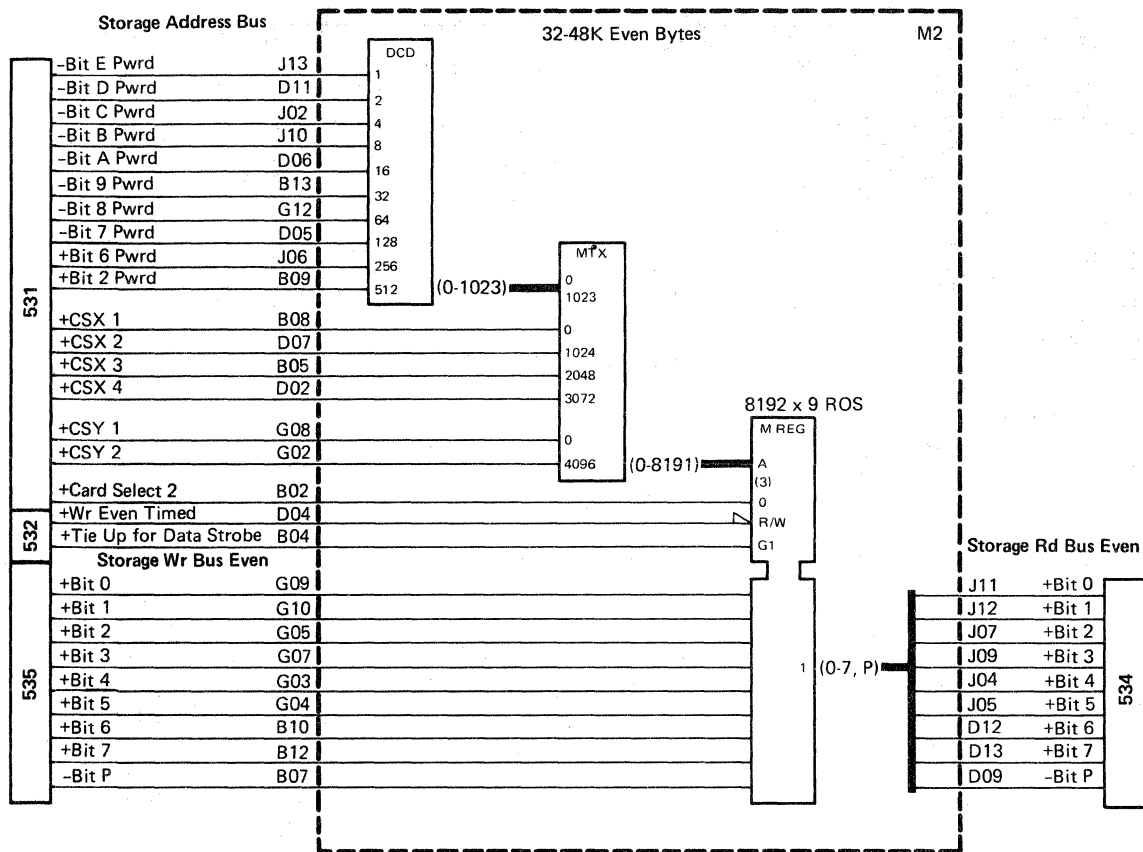 Storage Address Bus
32-48K Even Bytes
M2
DCD
531
–Bit E Pwrd J13 1
–Bit D Pwrd D11 2
–Bit C Pwrd J02 4
–Bit B Pwrd J10 8
–Bit A Pwrd D06 16
–Bit 9 Pwrd B13 32
–Bit 8 Pwrd G12 64
–Bit 7 Pwrd D05 128
+Bit 6 Pwrd J06 256
+Bit 2 Pwrd B09 512
(0-1023)
MTX
0
1023
+CSX 1 B08 0
+CSX 2 D07 1024
+CSX 3 B05 2048
+CSX 4 D02 3072
+CSY 1 G08 0
+CSY 2 G02 4096
(0-8191)
8192 x 9 ROS
M REG
A
(3)
+Card Select 2 B02 0
532
+Wr Even Timed D04 R/W
+Tie Up for Data Strobe B04 G1
Storage Wr Bus Even
535
+Bit 0 G09
+Bit 1 G10
+Bit 2 G05
+Bit 3 G07
+Bit 4 G03
+Bit 5 G04
+Bit 6 B10
+Bit 7 B12
–Bit P B07
1 (0-7, P)
Storage Rd Bus Even
J11 +Bit 0
J12 +Bit 1
J07 +Bit 2
J09 +Bit 3
J04 +Bit 4
J05 +Bit 5
D12 +Bit 6
D13 +Bit 7
D09 –Bit P
534